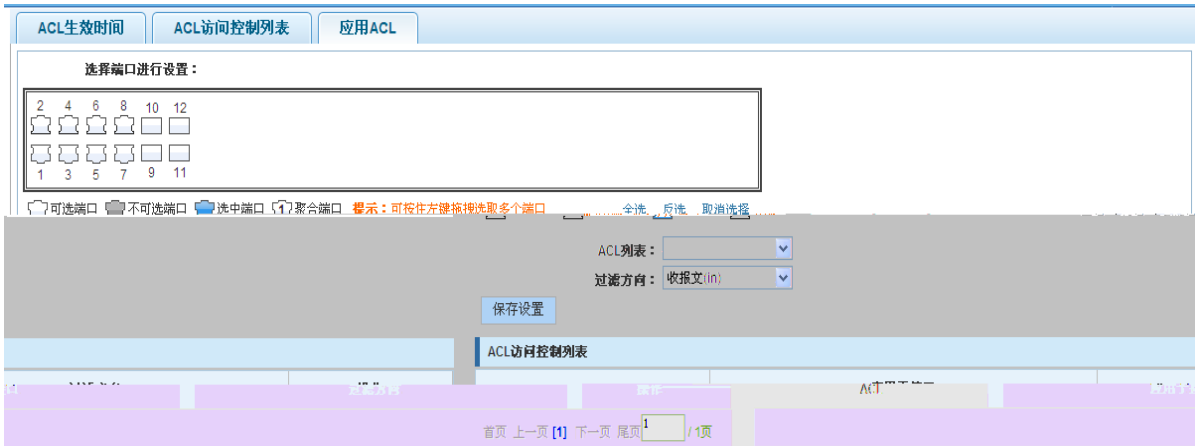 ACL生效时间 ACL访问控制列表 应用ACL
选择端口进行设置：
2 4 6 8 10 12
1 3 5 7 9 11
可选端口 不可选端口 选中端口 1 聚合端口 提示：可按住左键拖拽选取多个端口 全选 反选 取消选择
ACL列表：
过滤方向： 收报文(in)
保存设置
ACL访问控制列表
操作
首页 上一页 [1] 下一页 尾页 1 / 1页